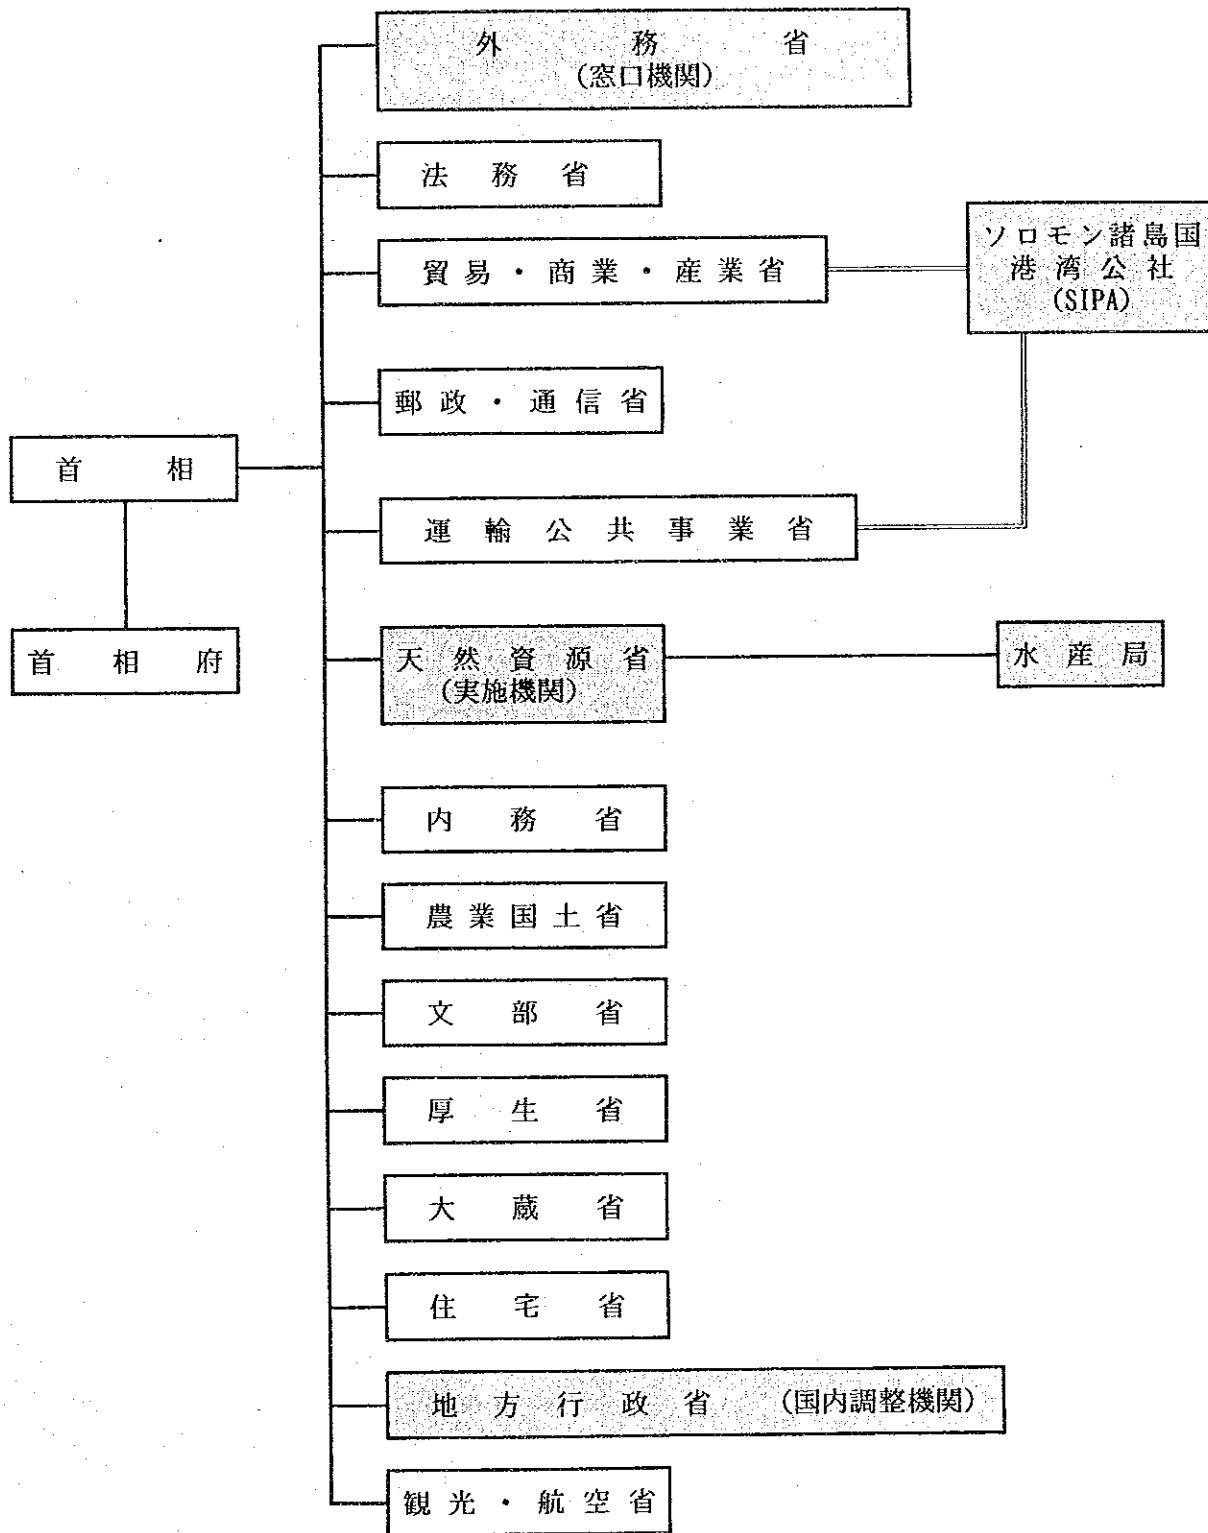 外務省
(窓口機関)
法務省
貿易・商業・産業省
ソロモン諸島国
港湾公社
(SIPA)
郵政・通信省
首相
運輸公共事業省
首相府
天然資源省
(実施機関)
水産局
内務省
農業国土省
文部省
厚生省
大蔵省
住宅省
地方行政省 (国内調整機関)
観光・航空省